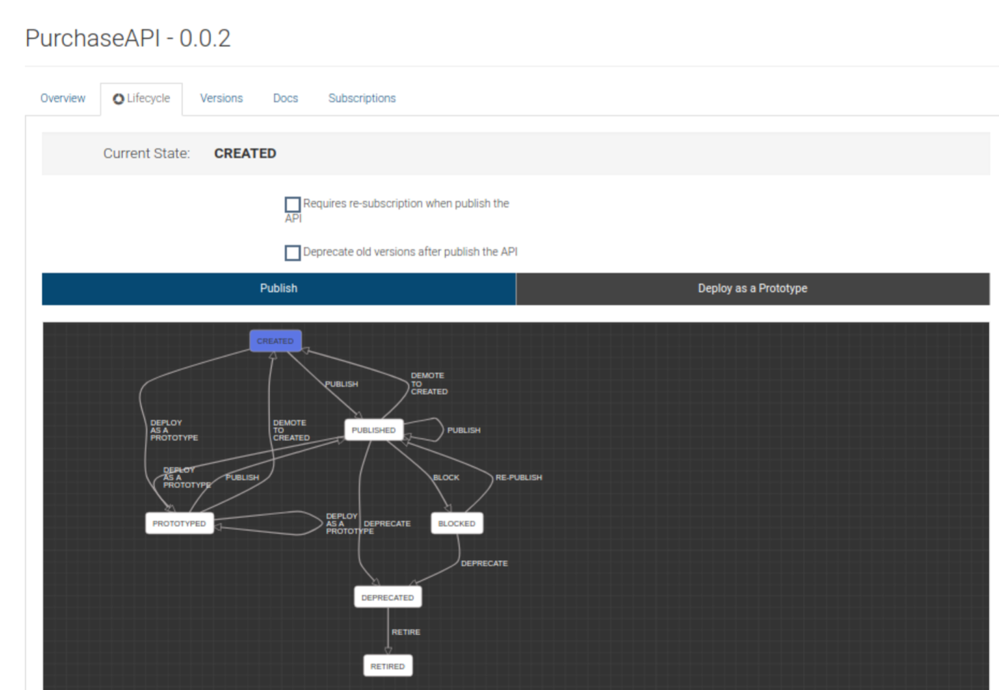 PurchaseAPI - 0.0.2
Overview
Lifecycle
Versions
Docs
Subscriptions
Current State: CREATED
Requires re-subscription when publish the
API
Deprecate old versions after publish the API
Publish
Deploy as a Prototype
CREATED
PUBLISH
DEMOTE
TO
CREATED
DEPLOY
AS A
PROTOTYPE
DEMOTE
TO
CREATED
PUBLISHED
PUBLISH
DEPLOY
AS A
PROTOTYPE
PUBLISH
BLOCK
RE-PUBLISH
PROTOTYPED
DEPLOY
AS A
PROTOTYPE
DEPRECATE
BLOCKED
DEPRECATE
DEPRECATED
RETIRE
RETIRED